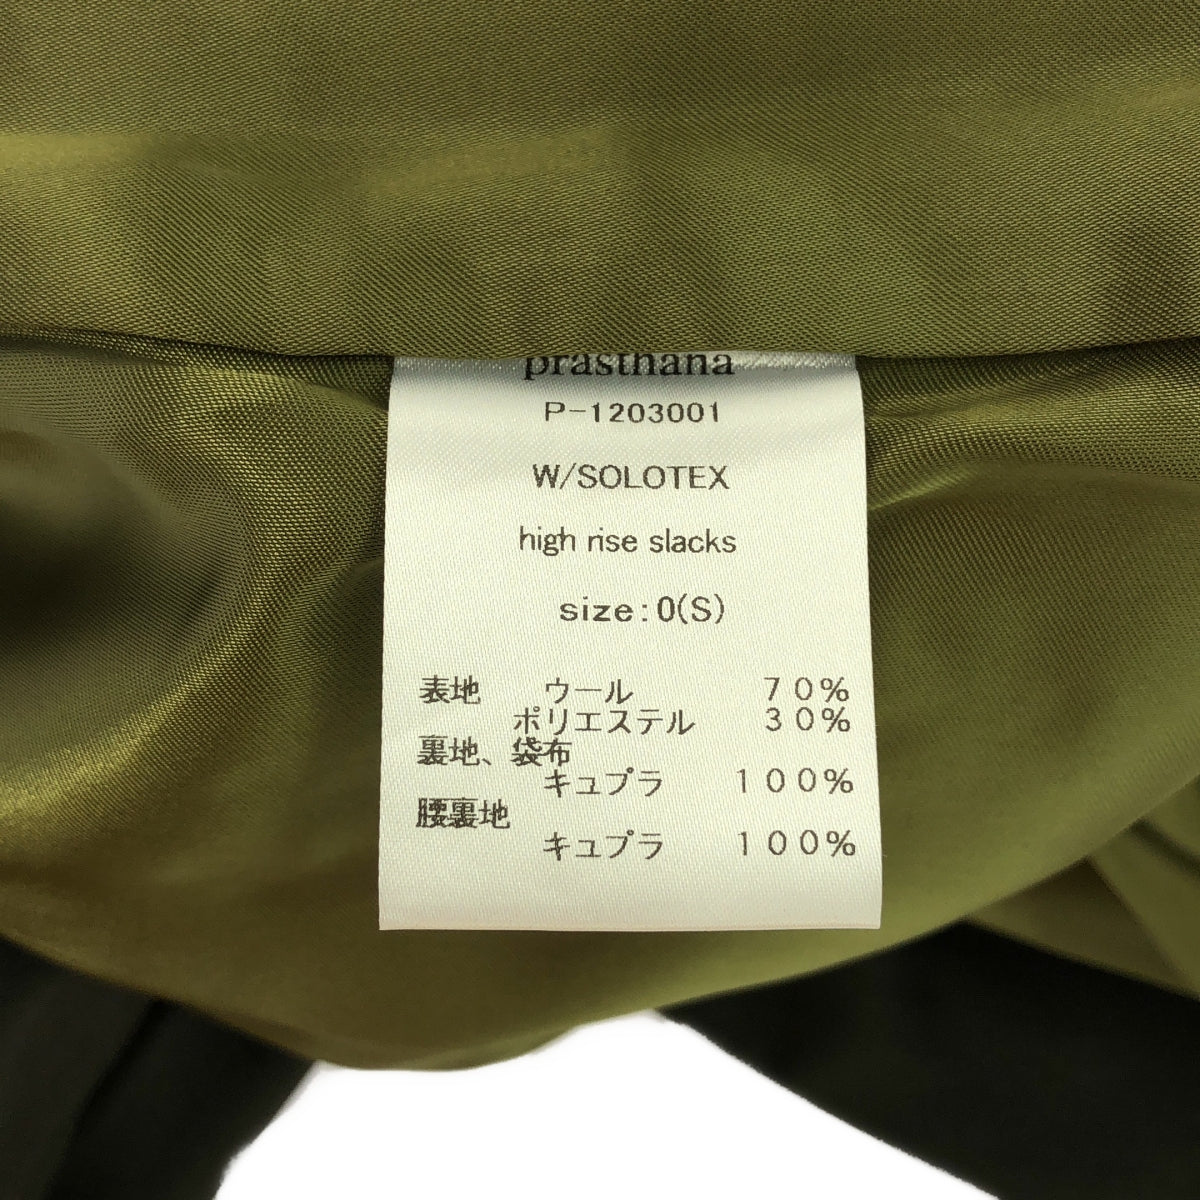 prasthana
P-1203001
W/SOLOTEX
high rise slacks
size:0(S)
表地 ウール 70%
ポリエステル 30%
裏地、袋布
キュプラ 100%
腰裏地
キュプラ 100%